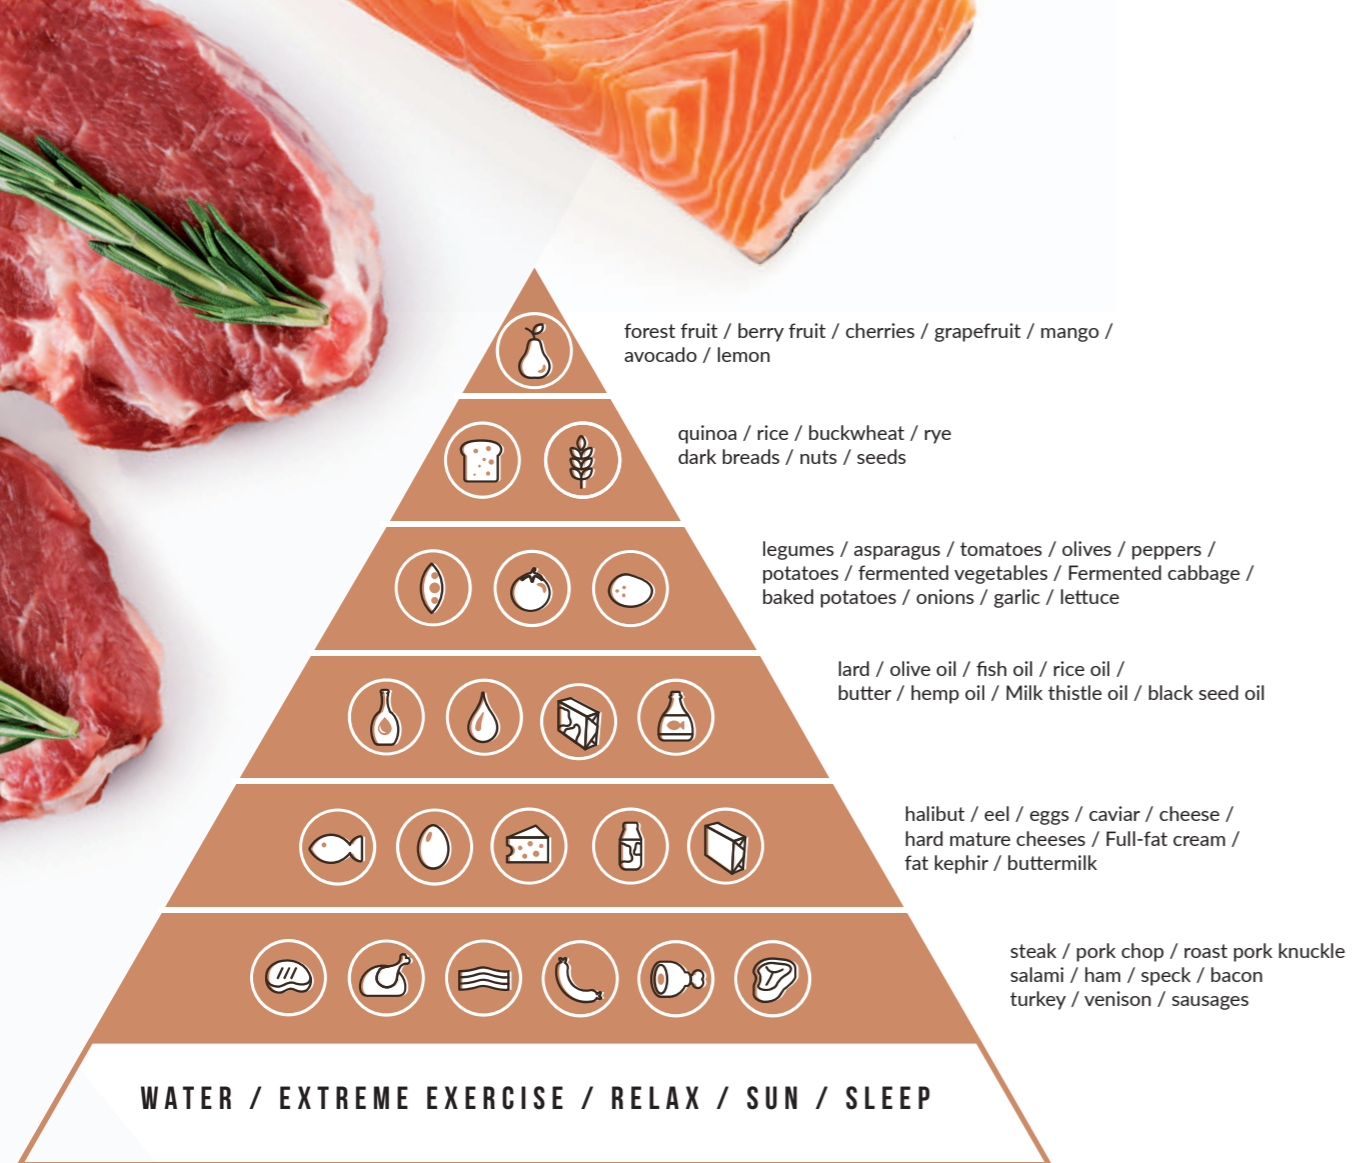 forest fruit / berry fruit / cherries / grapefruit / mango /
avocado / lemon
quinoa / rice / buckwheat / rye
dark breads / nuts / seeds
legumes / asparagus / tomatoes / olives / peppers /
potatoes / fermented vegetables / Fermented cabbage /
baked potatoes / onions / garlic / lettuce
lard / olive oil / fish oil / rice oil /
butter / hemp oil / Milk thistle oil / black seed oil
halibut / eel / eggs / caviar / cheese /
hard mature cheeses / Full-fat cream /
fat kephir / buttermilk
steak / pork chop / roast pork knuckle
salami / ham / speck / bacon
turkey / venison / sausages
WATER / EXTREME EXERCISE / RELAX / SUN / SLEEP